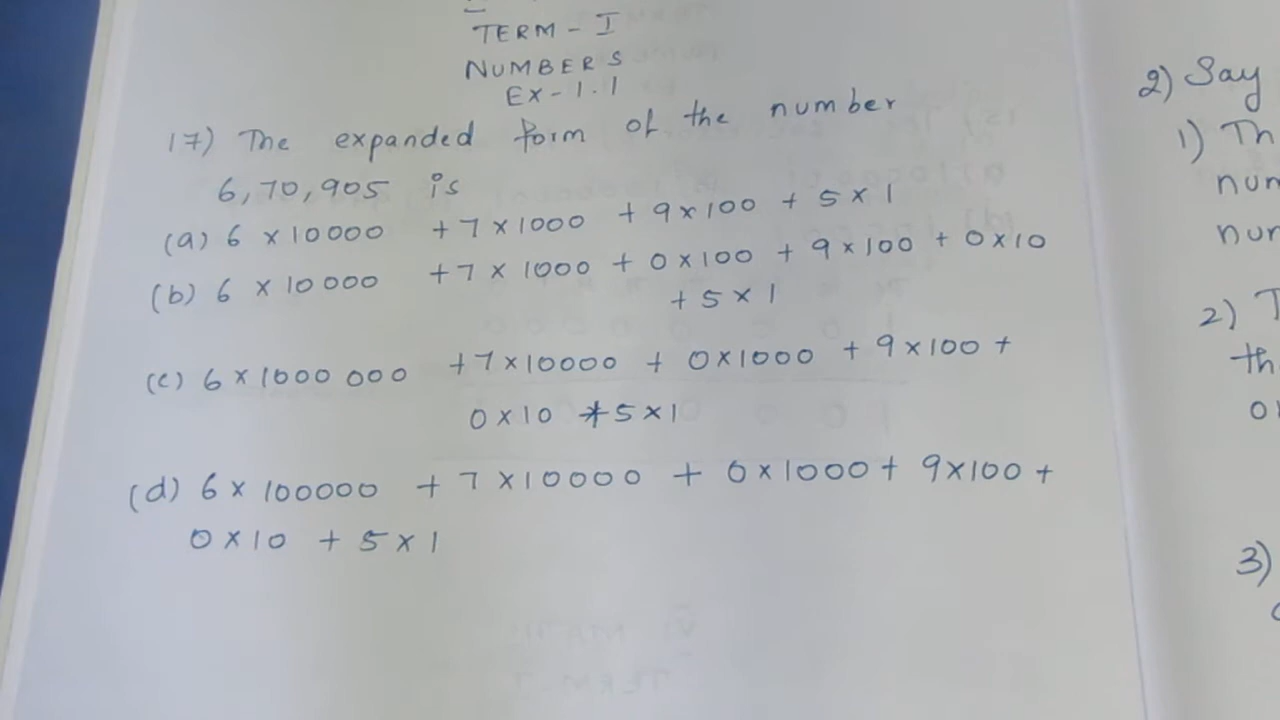 TERM - I
NUMBERS
EX - 1.1
17) The expanded form of the number
6,70,905 is
(a) 6 × 10000 + 7 × 1000 + 9 × 100 + 5 × 1
(b) 6 × 10000 + 7 × 1000 + 0 × 100 + 9 × 100 + 0 × 10
+ 5 × 1
(c) 6 × 1000 000 + 7 × 10000 + 0 × 1000 + 9 × 100 +
0 × 10 + 5 × 1
(d) 6 × 100000 + 7 × 10000 + 0 × 1000 + 9 × 100 +
0 × 10 + 5 × 1
2) Say
1) Th
num
nur
2) T
th
3)